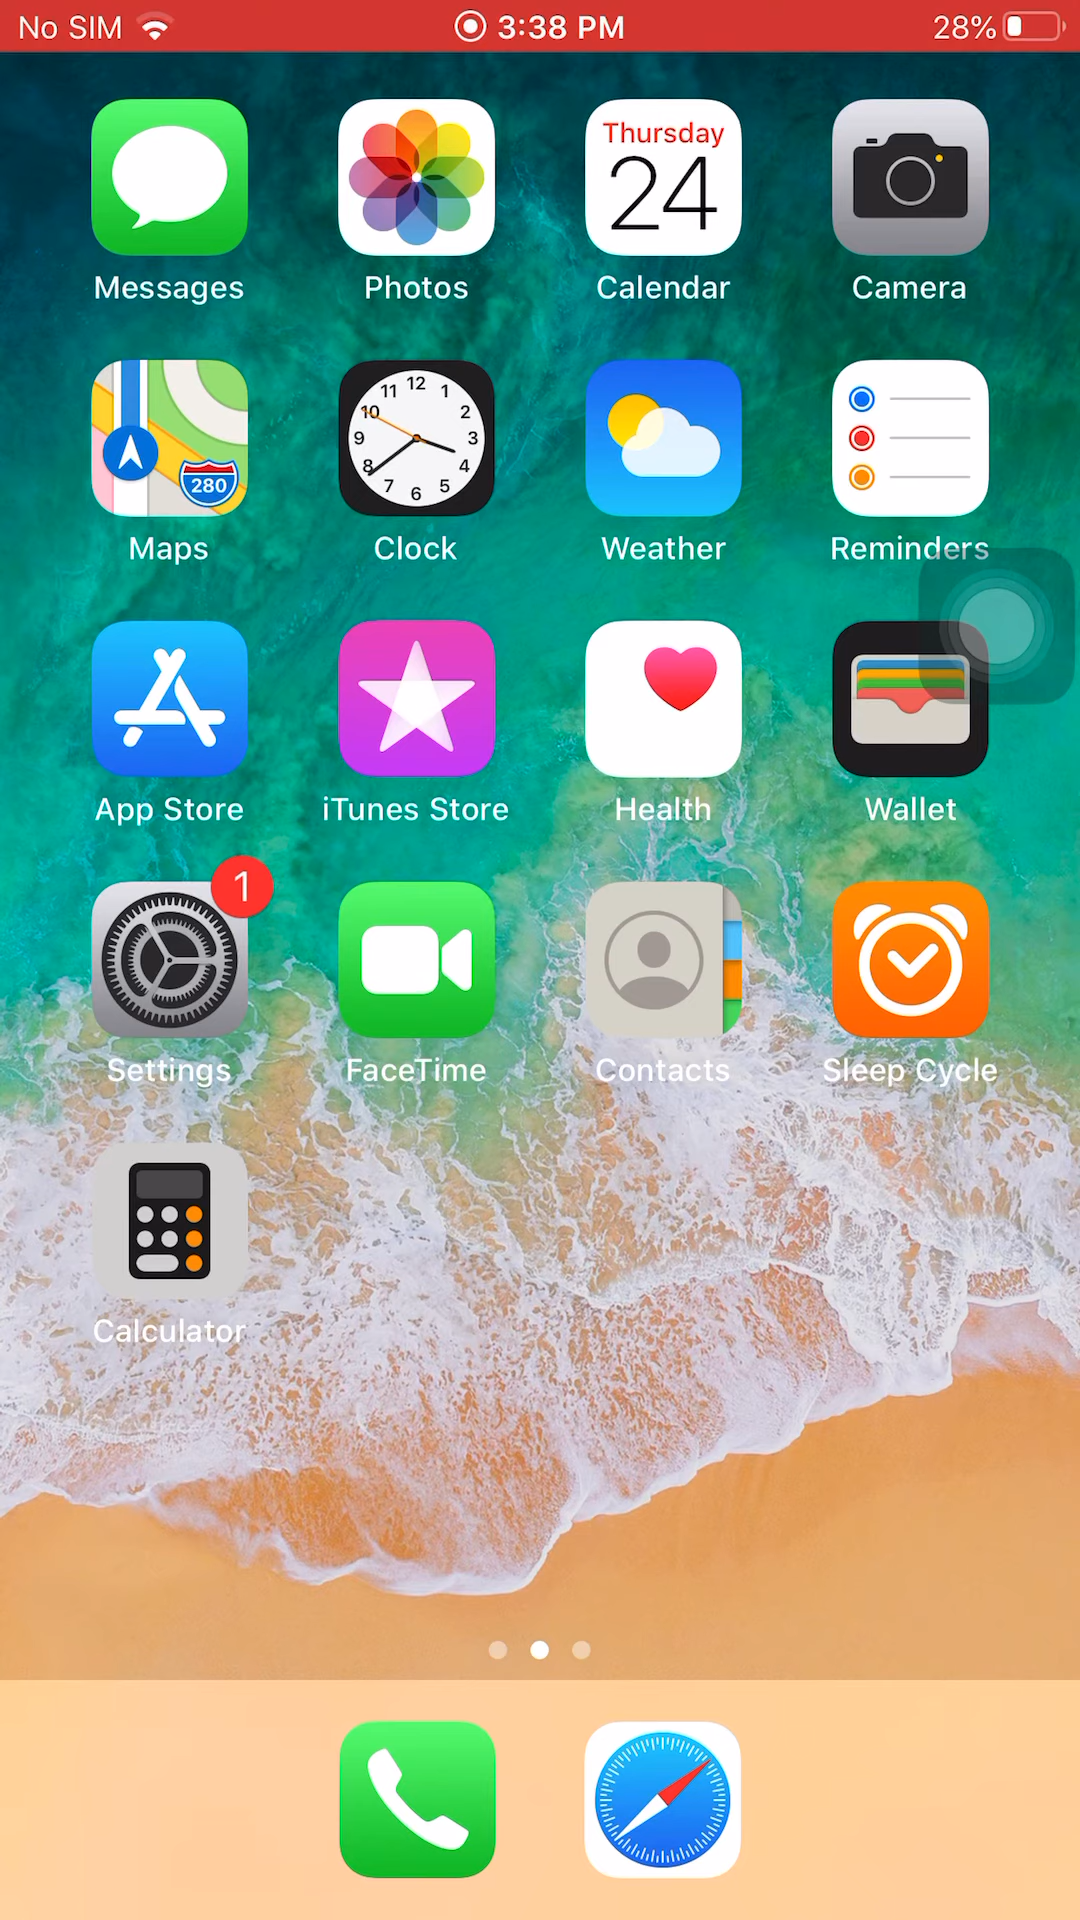 No SIM 3:38 PM 28%
Thursday
24
Messages Photos Calendar Camera
280
12
11 1
10 2
9 3
8 4
7 5
6
Maps Clock Weather Reminders
App Store iTunes Store Health Wallet
1
Settings FaceTime Contacts Sleep Cycle
Calculator